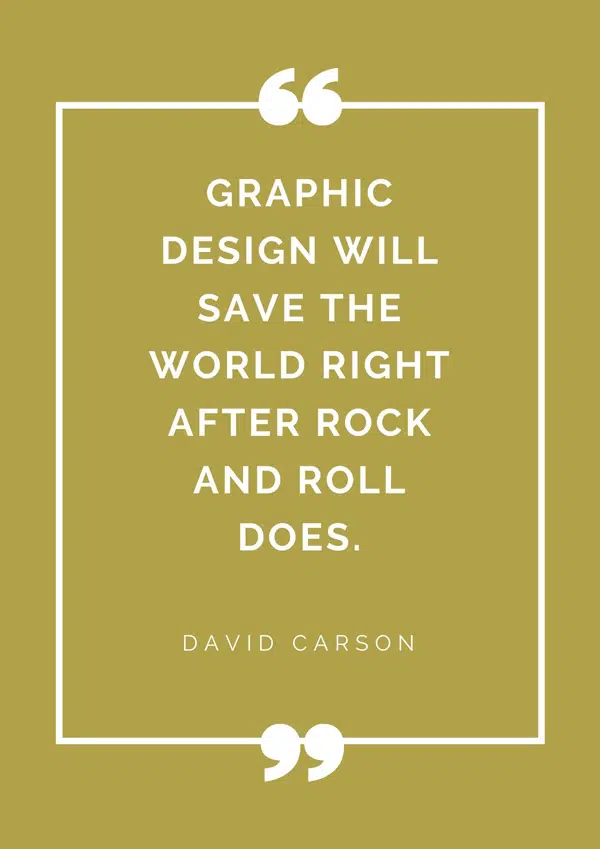 “
GRAPHIC
DESIGN WILL
SAVE THE
WORLD RIGHT
AFTER ROCK
AND ROLL
DOES.
DAVID CARSON
”